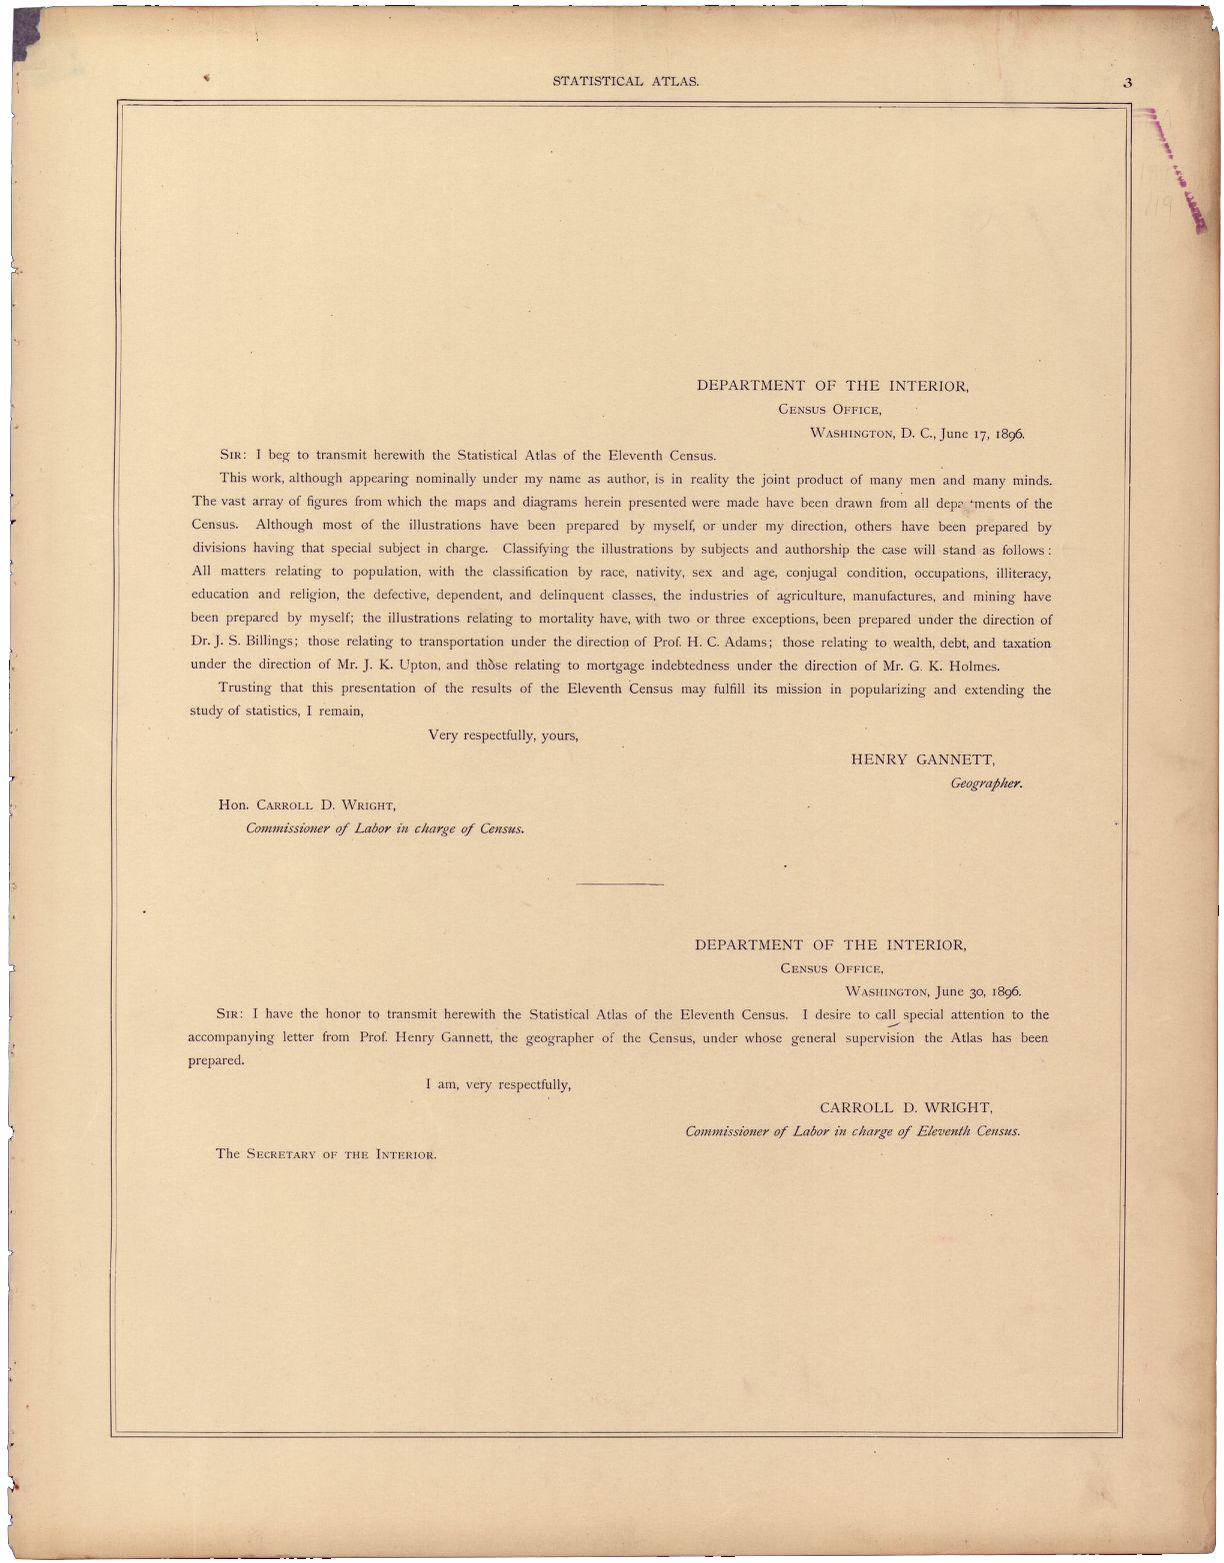 STATISTICAL ATLAS. 3
DEPARTMENT OF THE INTERIOR,
CENSUS OFFICE,
WASHINGTON, D. C., June 17, 1896.
SIR: I beg to transmit herewith the Statistical Atlas of the Eleventh Census.
This work, although appearing nominally under my name as author, is in reality the joint product of many men and many minds.
The vast array of figures from which the maps and diagrams herein presented were made have been drawn from all departments of the
Census. Although most of the illustrations have been prepared by myself, or under my direction, others have been prepared by
divisions having that special subject in charge. Classifying the illustrations by subjects and authorship the case will stand as follows:
All matters relating to population, with the classification by race, nativity, sex and age, conjugal condition, occupations, illiteracy,
education and religion, the defective, dependent, and delinquent classes, the industries of agriculture, manufactures, and mining have
been prepared by myself; the illustrations relating to mortality have, with two or three exceptions, been prepared under the direction of
Dr. J. S. Billings; those relating to transportation under the direction of Prof. H. C. Adams; those relating to wealth, debt, and taxation
under the direction of Mr. J. K. Upton, and those relating to mortgage indebtedness under the direction of Mr. G. K. Holmes.
Trusting that this presentation of the results of the Eleventh Census may fulfill its mission in popularizing and extending the
study of statistics, I remain,
Very respectfully, yours,
HENRY GANNETT,
Geographer.
Hon. CARROLL D. WRIGHT,
Commissioner of Labor in charge of Census.
DEPARTMENT OF THE INTERIOR,
CENSUS OFFICE,
WASHINGTON, June 30, 1896.
SIR: I have the honor to transmit herewith the Statistical Atlas of the Eleventh Census. I desire to call special attention to the
accompanying letter from Prof. Henry Gannett, the geographer of the Census, under whose general supervision the Atlas has been
prepared.
I am, very respectfully,
CARROLL D. WRIGHT,
Commissioner of Labor in charge of Eleventh Census.
The SECRETARY OF THE INTERIOR.